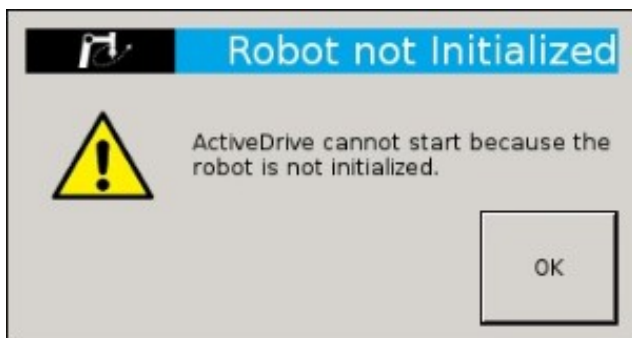 Robot not Initialized
ActiveDrive cannot start because the
robot is not initialized.
OK